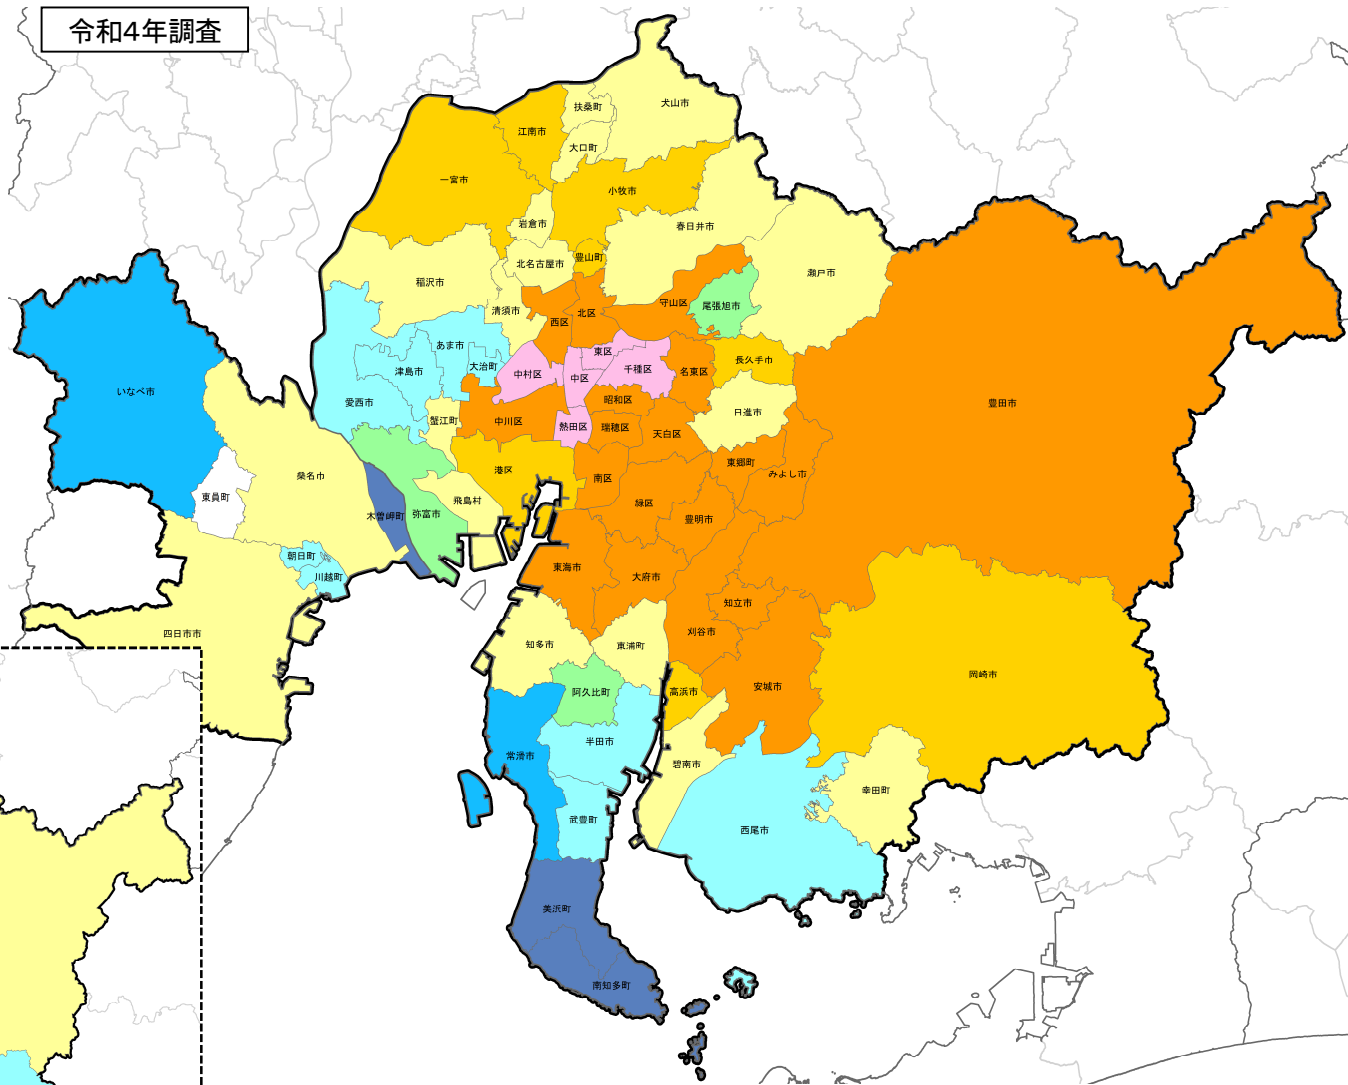 令和4年調査
犬山市
扶桑町
江南市
大口町
一宮市
小牧市
岩倉市
春日井市
豊山町
北名古屋市
瀬戸市
稲沢市
守山区
尾張旭市
清須市
北区
西区
あま市
東区
長久手市
大治町
千種区
津島市
中村区
中区
名東区
いなべ市
愛西市
昭和区
豊田市
日進市
蟹江町
中川区
熱田区
瑞穂区
天白区
東郷町
港区
みよし市
桑名市
南区
東員町
飛島村
緑区
木曽岬町
弥富市
豊明市
朝日町
東海市
川越町
大府市
知立市
四日市市
刈谷市
知多市
東浦町
岡崎市
安城市
阿久比町
高浜市
半田市
常滑市
碧南市
幸田町
武豊町
西尾市
美浜町
南知多町